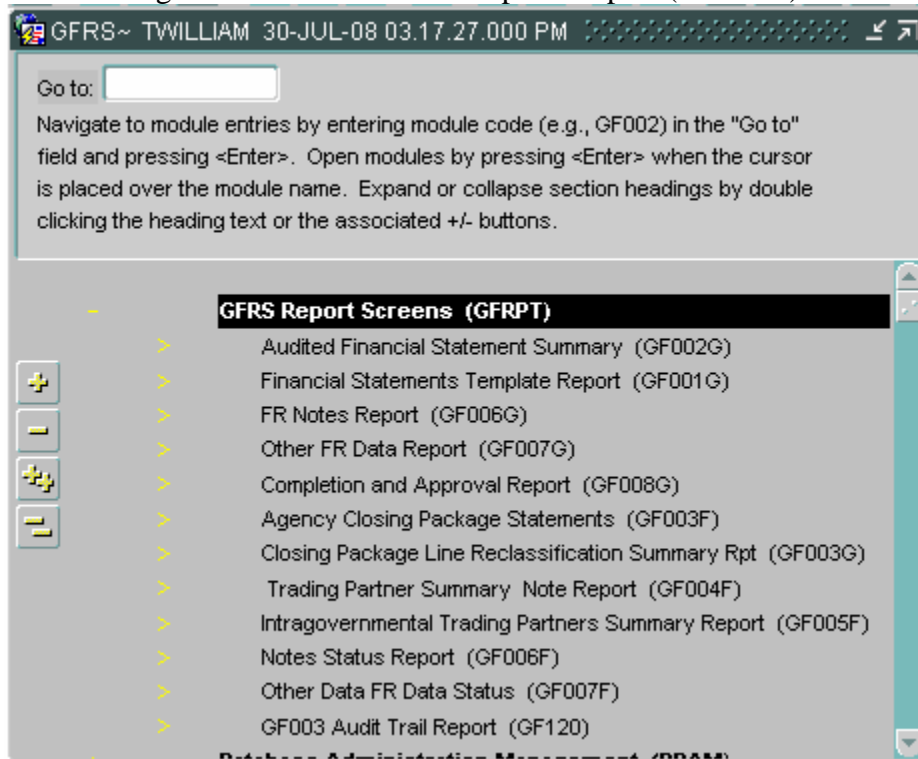 GFRS~ TWILLIAM 30-JUL-08 03.17.27.000 PM
Go to:
Navigate to module entries by entering module code (e.g., GF002) in the "Go to"
field and pressing <Enter>. Open modules by pressing <Enter> when the cursor
is placed over the module name. Expand or collapse section headings by double
clicking the heading text or the associated +/- buttons.
- GFRS Report Screens (GFRPT)
> Audited Financial Statement Summary (GF002G)
> Financial Statements Template Report (GF001G)
> FR Notes Report (GF006G)
> Other FR Data Report (GF007G)
> Completion and Approval Report (GF008G)
> Agency Closing Package Statements (GF003F)
> Closing Package Line Reclassification Summary Rpt (GF003G)
> Trading Partner Summary Note Report (GF004F)
> Intragovernmental Trading Partners Summary Report (GF005F)
> Notes Status Report (GF006F)
> Other Data FR Data Status (GF007F)
> GF003 Audit Trail Report (GF120)
Database Administration Management